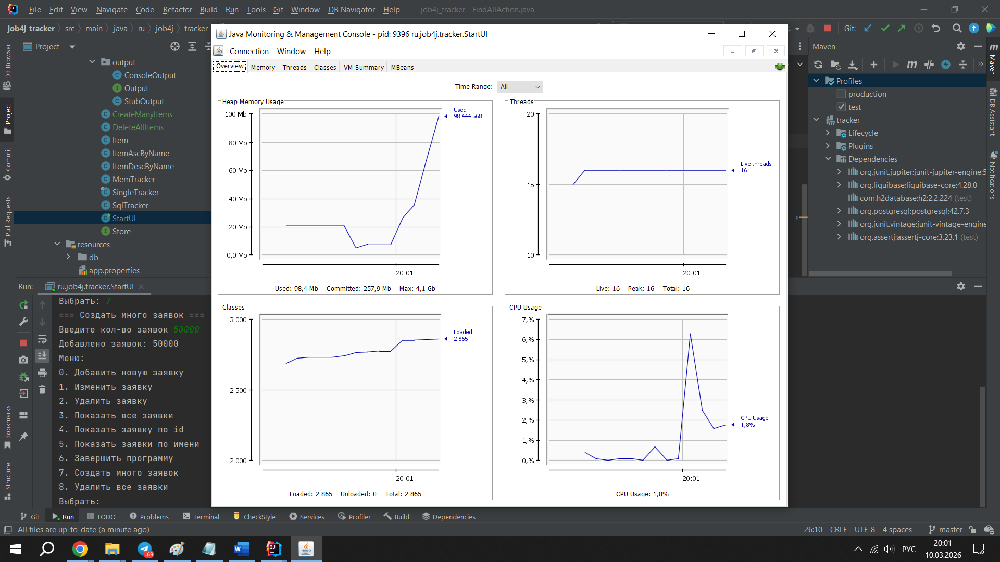 File Edit View Navigate Code Refactor Build Run Tools Git Window DB Navigator Help job4j_tracker - FindAllAction.java
job4j_tracker src main java ru job4j tracker
Git:
Project
output
ConsoleOutput
Output
StubOutput
CreateManyItems
DeleteAllItems
Item
ItemAscByName
ItemDescByName
MemTracker
SingleTracker
SqlTracker
StartUI
Store
resources
db
app.properties
DB Browser
Project
Commit
Pull Requests
Bookmarks
Structure
Java Monitoring & Management Console - pid: 9396 ru.job4j.tracker.StartUI
Connection Window Help
Overview Memory Threads Classes VM Summary MBeans
Time Range: All
Heap Memory Usage
100 Mb
80 Mb
60 Mb
40 Mb
20 Mb
0,0 Mb
Used
98 444 568
20:01
Used: 98,4 Mb Committed: 257,9 Mb Max: 4,1 Gb
Threads
20
15
10
Live threads
16
20:01
Live: 16 Peak: 16 Total: 16
Classes
3 000
2 500
2 000
Loaded
2 865
20:01
Loaded: 2 865 Unloaded: 0 Total: 2 865
CPU Usage
7,%
6,%
5,%
4,%
3,%
2,%
1,%
0,%
CPU Usage
1,8%
20:01
CPU Usage: 1,8%
Maven
Profiles
production
test
tracker
Lifecycle
Plugins
Dependencies
org.junit.jupiter:junit-jupiter-engine:5
org.liquibase:liquibase-core:4.28.0
com.h2database:h2:2.2.224 (test)
org.postgresql:postgresql:42.7.3
org.junit.vintage:junit-vintage-engine
org.assertj:assertj-core:3.23.1 (test)
Maven
DB Assistant
Notifications
Run: ru.job4j.tracker.StartUI
Выбрать: 7
=== Создать много заявок ===
Введите кол-во заявок 50000
Добавлено заявок: 50000
Меню:
0. Добавить новую заявку
1. Изменить заявку
2. Удалить заявку
3. Показать все заявки
4. Показать заявку по id
5. Показать заявки по имени
6. Завершить программу
7. Создать много заявок
8. Удалить все заявки
Выбрать:
Git Run TODO Problems Terminal CheckStyle Services Profiler Build Dependencies
All files are up-to-date (a minute ago) 26:10 CRLF UTF-8 4 spaces master
69
РУС
20:01
10.03.2026